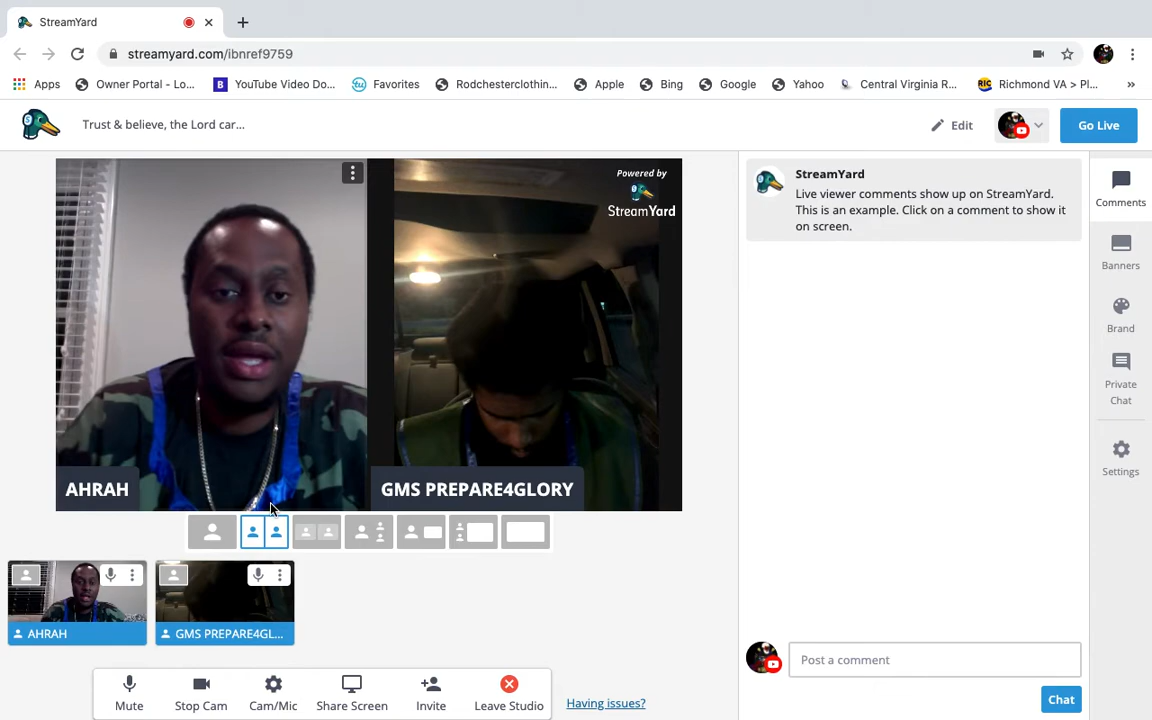 StreamYard
streamyard.com/ibnref9759
Apps
Owner Portal - Lo...
YouTube Video Do...
Favorites
Rodchesterclothin...
Apple
Bing
Google
Yahoo
Central Virginia R...
RIC
Richmond VA > Pl...
»
Trust & believe, the Lord car...
Edit
Go Live
Powered by
StreamYard
AHRAH
GMS PREPARE4GLORY
AHRAH
GMS PREPARE4GL...
Mute
Stop Cam
Cam/Mic
Share Screen
Invite
Leave Studio
Having issues?
StreamYard
Live viewer comments show up on StreamYard.
This is an example. Click on a comment to show it
on screen.
Post a comment
Chat
Comments
Banners
Brand
Private
Chat
Settings